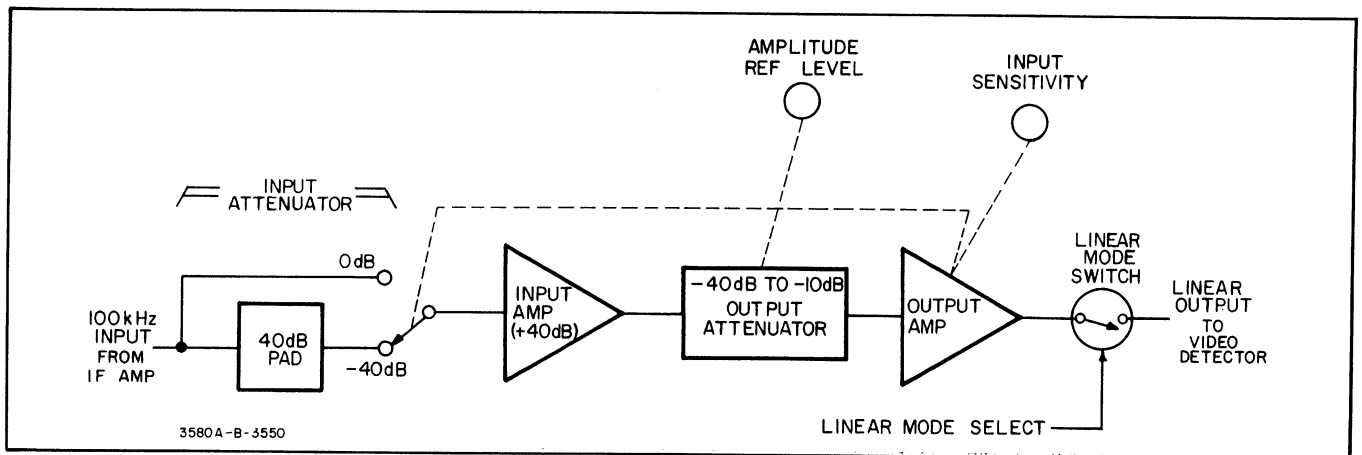 AMPLITUDE
REF LEVEL
INPUT
SENSITIVITY
INPUT
ATTENUATOR
0dB
100kHz
INPUT
FROM
IF AMP
40dB
PAD
-40dB
INPUT
AMP
(+40dB)
-40dB TO -10dB
OUTPUT
ATTENUATOR
OUTPUT
AMP
LINEAR
MODE
SWITCH
LINEAR
OUTPUT
TO
VIDEO
DETECTOR
LINEAR MODE SELECT
3580A-B-3550